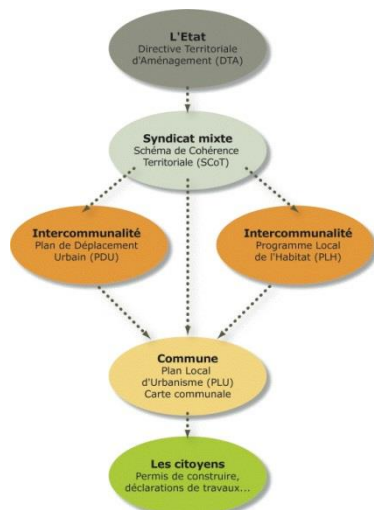 L'Etat
Directive Territoriale
d'Aménagement (DTA)
Syndicat mixte
Schéma de Cohérence
Territoriale (SCoT)
Intercommunalité
Plan de Déplacement
Urbain (PDU)
Intercommunalité
Programme Local
de l'Habitat (PLH)
Commune
Plan Local
d'Urbanisme (PLU)
Carte communale
Les citoyens
Permis de construire,
déclarations de travaux...